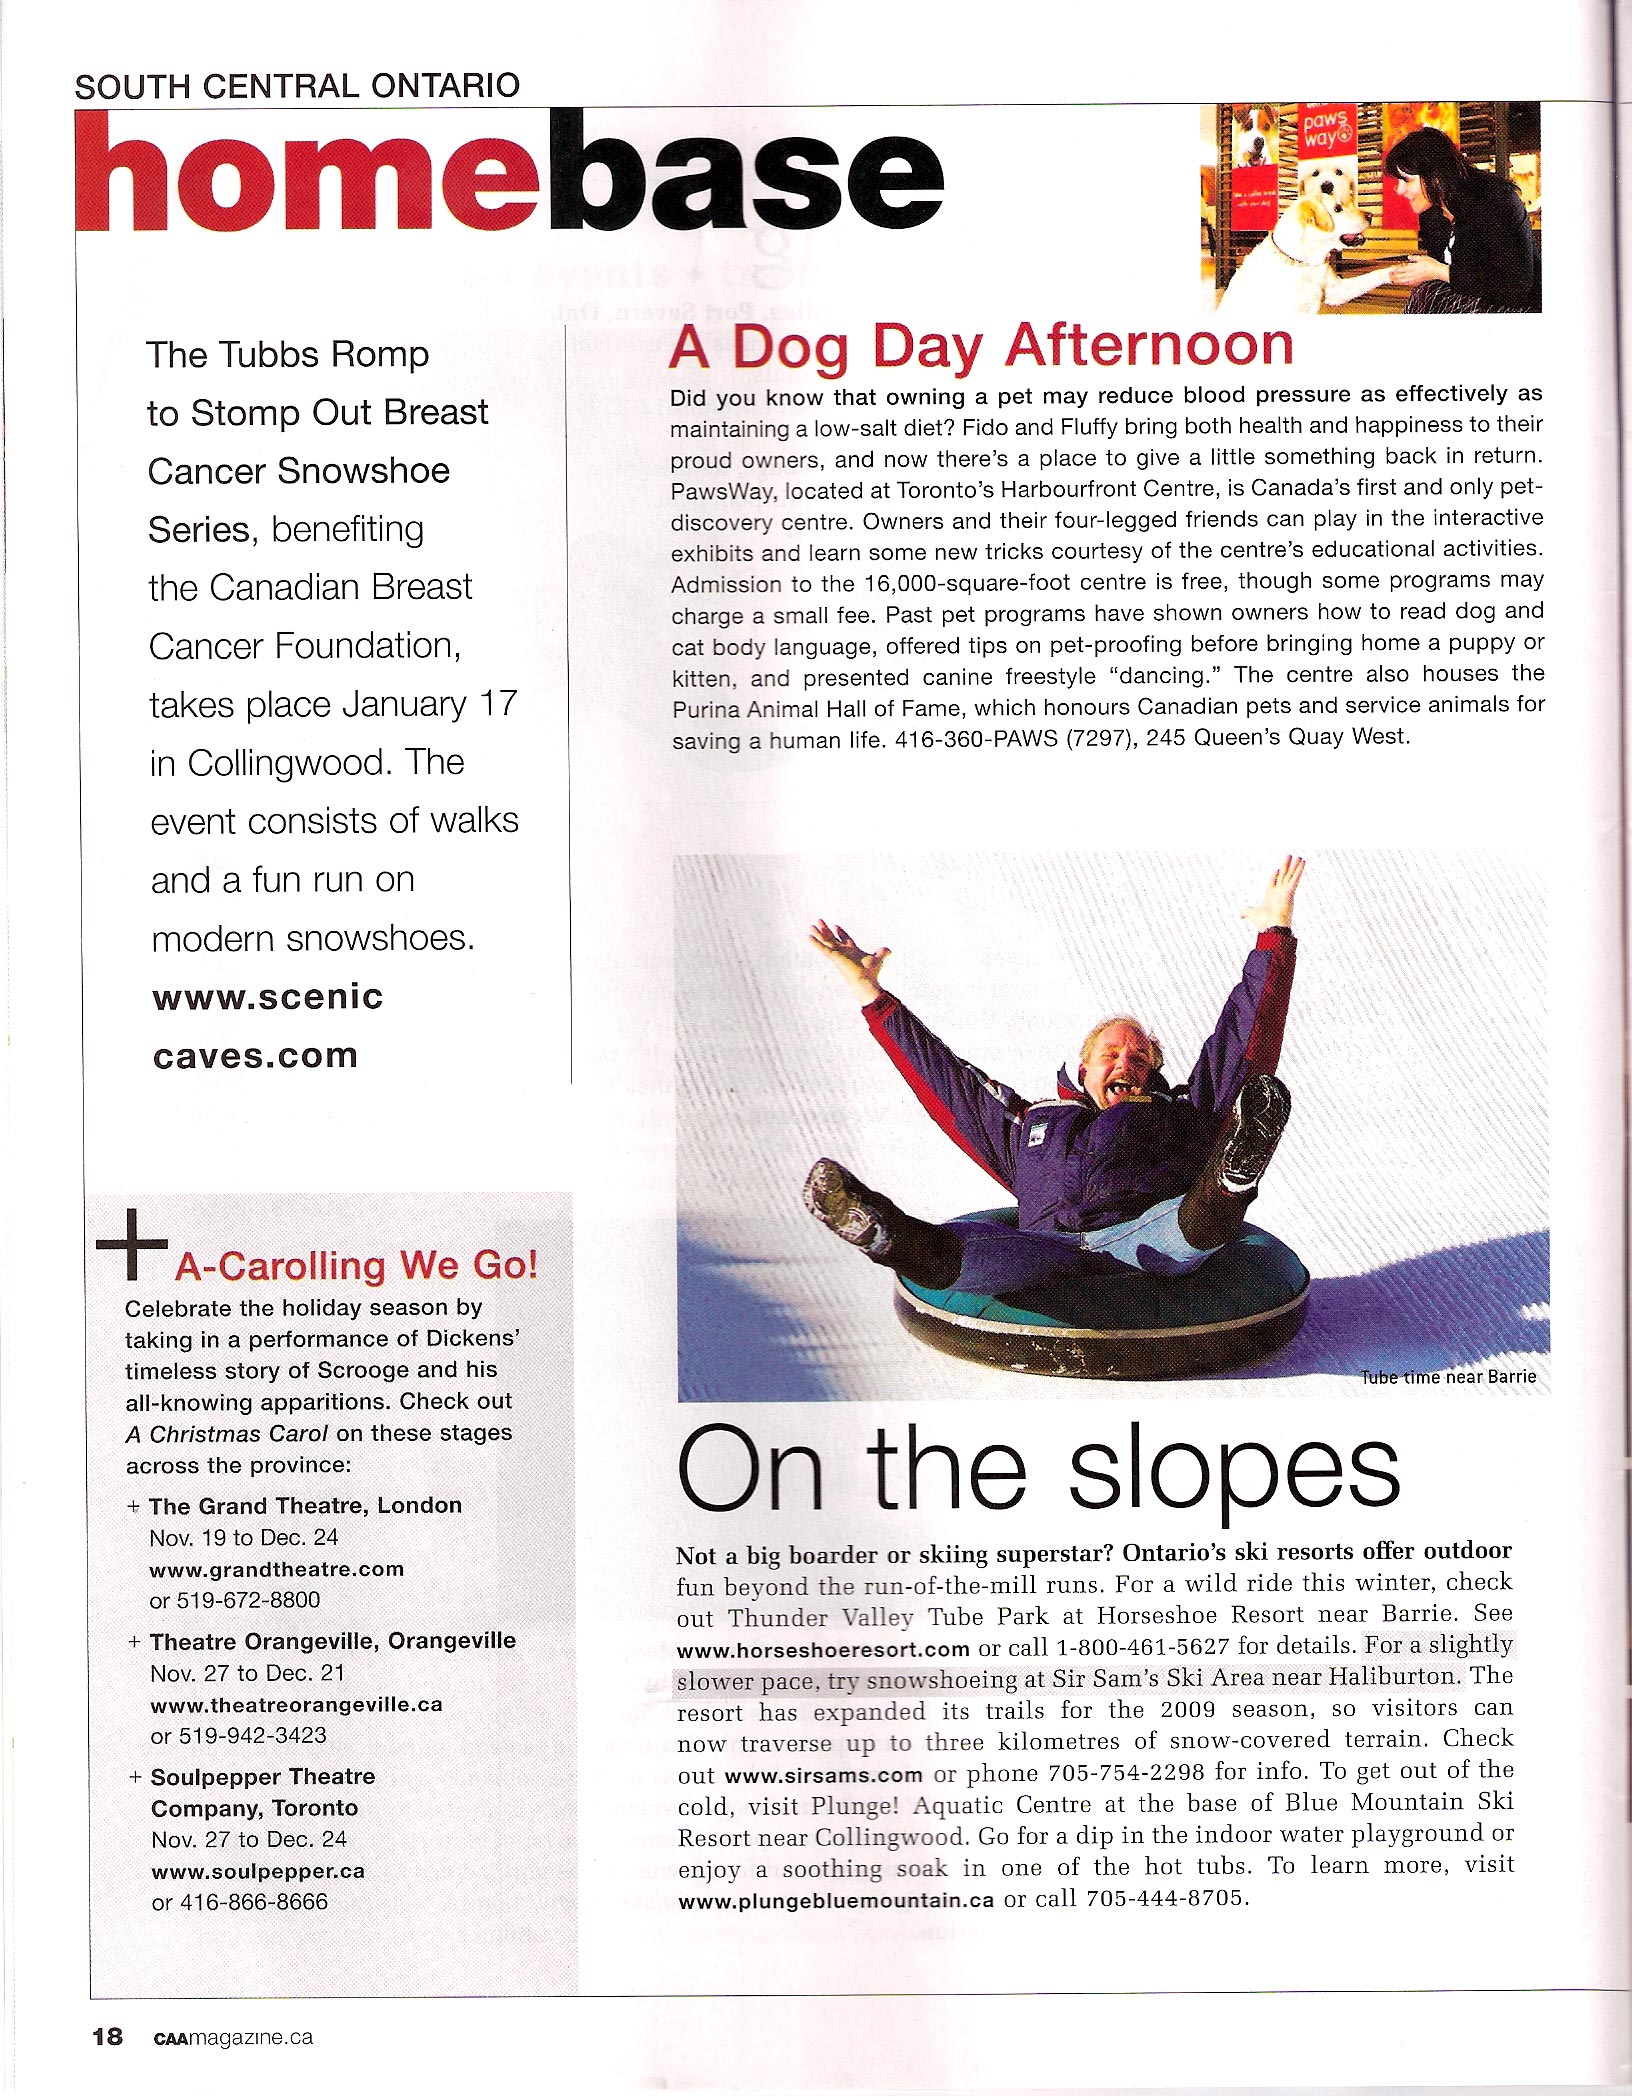 SOUTH CENTRAL ONTARIO
homebase
paws
way
The Tubbs Romp
to Stomp Out Breast
Cancer Snowshoe
Series, benefiting
the Canadian Breast
Cancer Foundation,
takes place January 17
in Collingwood. The
event consists of walks
and a fun run on
modern snowshoes.
www.scenic
caves.com
A Dog Day Afternoon
Did you know that owning a pet may reduce blood pressure as effectively as
maintaining a low-salt diet? Fido and Fluffy bring both health and happiness to their
proud owners, and now there's a place to give a little something back in return.
PawsWay, located at Toronto's Harbourfront Centre, is Canada's first and only pet-
discovery centre. Owners and their four-legged friends can play in the interactive
exhibits and learn some new tricks courtesy of the centre's educational activities.
Admission to the 16,000-square-foot centre is free, though some programs may
charge a small fee. Past pet programs have shown owners how to read dog and
cat body language, offered tips on pet-proofing before bringing home a puppy or
kitten, and presented canine freestyle “dancing.” The centre also houses the
Purina Animal Hall of Fame, which honours Canadian pets and service animals for
saving a human life. 416-360-PAWS (7297), 245 Queen's Quay West.
Tube time near Barrie
+ A-Carolling We Go!
Celebrate the holiday season by
taking in a performance of Dickens'
timeless story of Scrooge and his
all-knowing apparitions. Check out
A Christmas Carol on these stages
across the province:
+ The Grand Theatre, London
Nov. 19 to Dec. 24
www.grandtheatre.com
or 519-672-8800
+ Theatre Orangeville, Orangeville
Nov. 27 to Dec. 21
www.theatreorangeville.ca
or 519-942-3423
+ Soulpepper Theatre
Company, Toronto
Nov. 27 to Dec. 24
www.soulpepper.ca
or 416-866-8666
On the slopes
Not a big boarder or skiing superstar? Ontario's ski resorts offer outdoor
fun beyond the run-of-the-mill runs. For a wild ride this winter, check
out Thunder Valley Tube Park at Horseshoe Resort near Barrie. See
www.horseshoeresort.com or call 1-800-461-5627 for details. For a slightly
slower pace, try snowshoeing at Sir Sam's Ski Area near Haliburton. The
resort has expanded its trails for the 2009 season, so visitors can
now traverse up to three kilometres of snow-covered terrain. Check
out www.sirsams.com or phone 705-754-2298 for info. To get out of the
cold, visit Plunge! Aquatic Centre at the base of Blue Mountain Ski
Resort near Collingwood. Go for a dip in the indoor water playground or
enjoy a soothing soak in one of the hot tubs. To learn more, visit
www.plungebluemountain.ca or call 705-444-8705.
18 CAAmagazine.ca